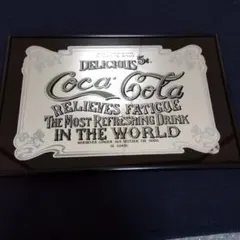 DELICIOUS 5¢.
Coca-Cola
RELIEVES FATIGUE
THE MOST REFRESHING DRINK
IN THE WORLD